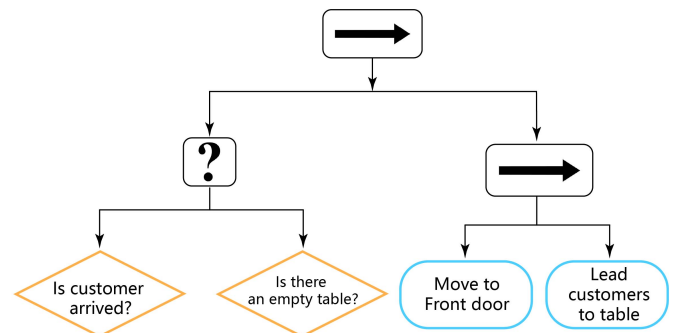 ?
Is customer
arrived?
Is there
an empty table?
Move to
Front door
Lead
customers
to table